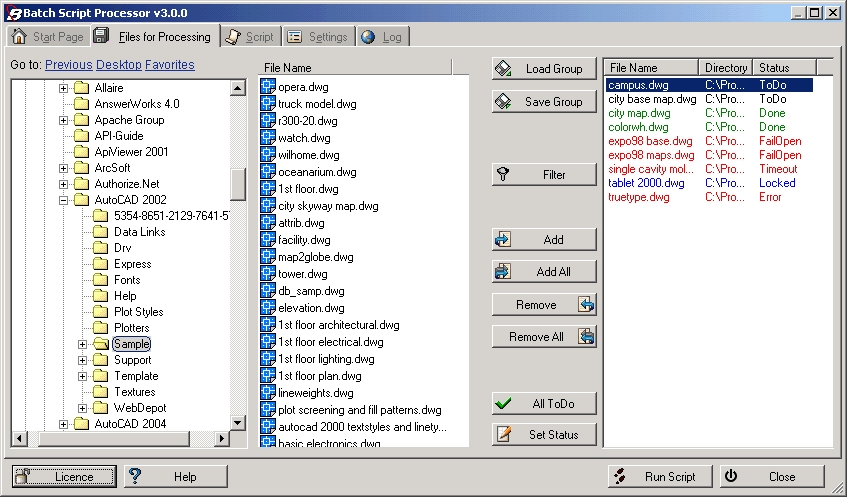 Batch Script Processor v3.0.0
Start Page Files for Processing Script Settings Log
Go to: Previous Desktop Favorites
Allaire
AnswerWorks 4.0
Apache Group
API-Guide
ApiViewer 2001
ArcSoft
Authorize.Net
AutoCAD 2002
5354-8651-2129-7641-5
Data Links
Drv
Express
Fonts
Help
Plot Styles
Plotters
Sample
Support
Template
Textures
WebDepot
AutoCAD 2004
File Name
opera.dwg
truck model.dwg
r300-20.dwg
watch.dwg
wilhome.dwg
oceanarium.dwg
1st floor.dwg
city skyway map.dwg
attrib.dwg
facility.dwg
map2globe.dwg
tower.dwg
db_samp.dwg
elevation.dwg
1st floor architectural.dwg
1st floor electrical.dwg
1st floor lighting.dwg
1st floor plan.dwg
lineweights.dwg
plot screening and fill patterns.dwg
autocad 2000 textstyles and linety...
basic electronics.dwg
Load Group
Save Group
Filter
Add
Add All
Remove
Remove All
All ToDo
Set Status
File Name Directory Status
campus.dwg C:\Pro... ToDo
city base map.dwg C:\Pro... ToDo
city map.dwg C:\Pro... Done
colorwh.dwg C:\Pro... Done
expo98 base.dwg C:\Pro... FailOpen
expo98 maps.dwg C:\Pro... FailOpen
single cavity mol... C:\Pro... Timeout
tablet 2000.dwg C:\Pro... Locked
truetype.dwg C:\Pro... Error
Licence Help Run Script Close